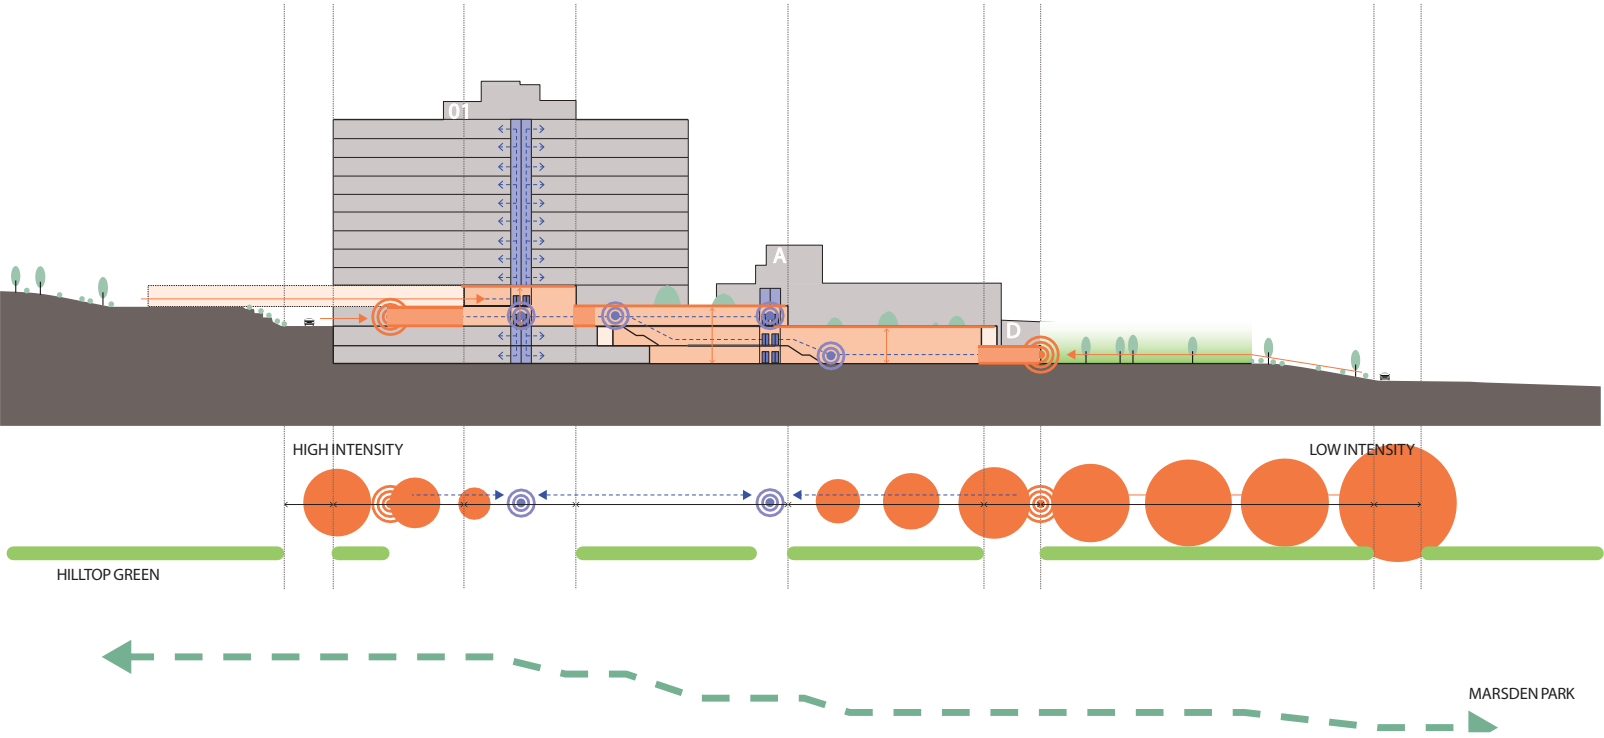 01
A
D
HIGH INTENSITY
LOW INTENSITY
HILLTOP GREEN
MARSDEN PARK